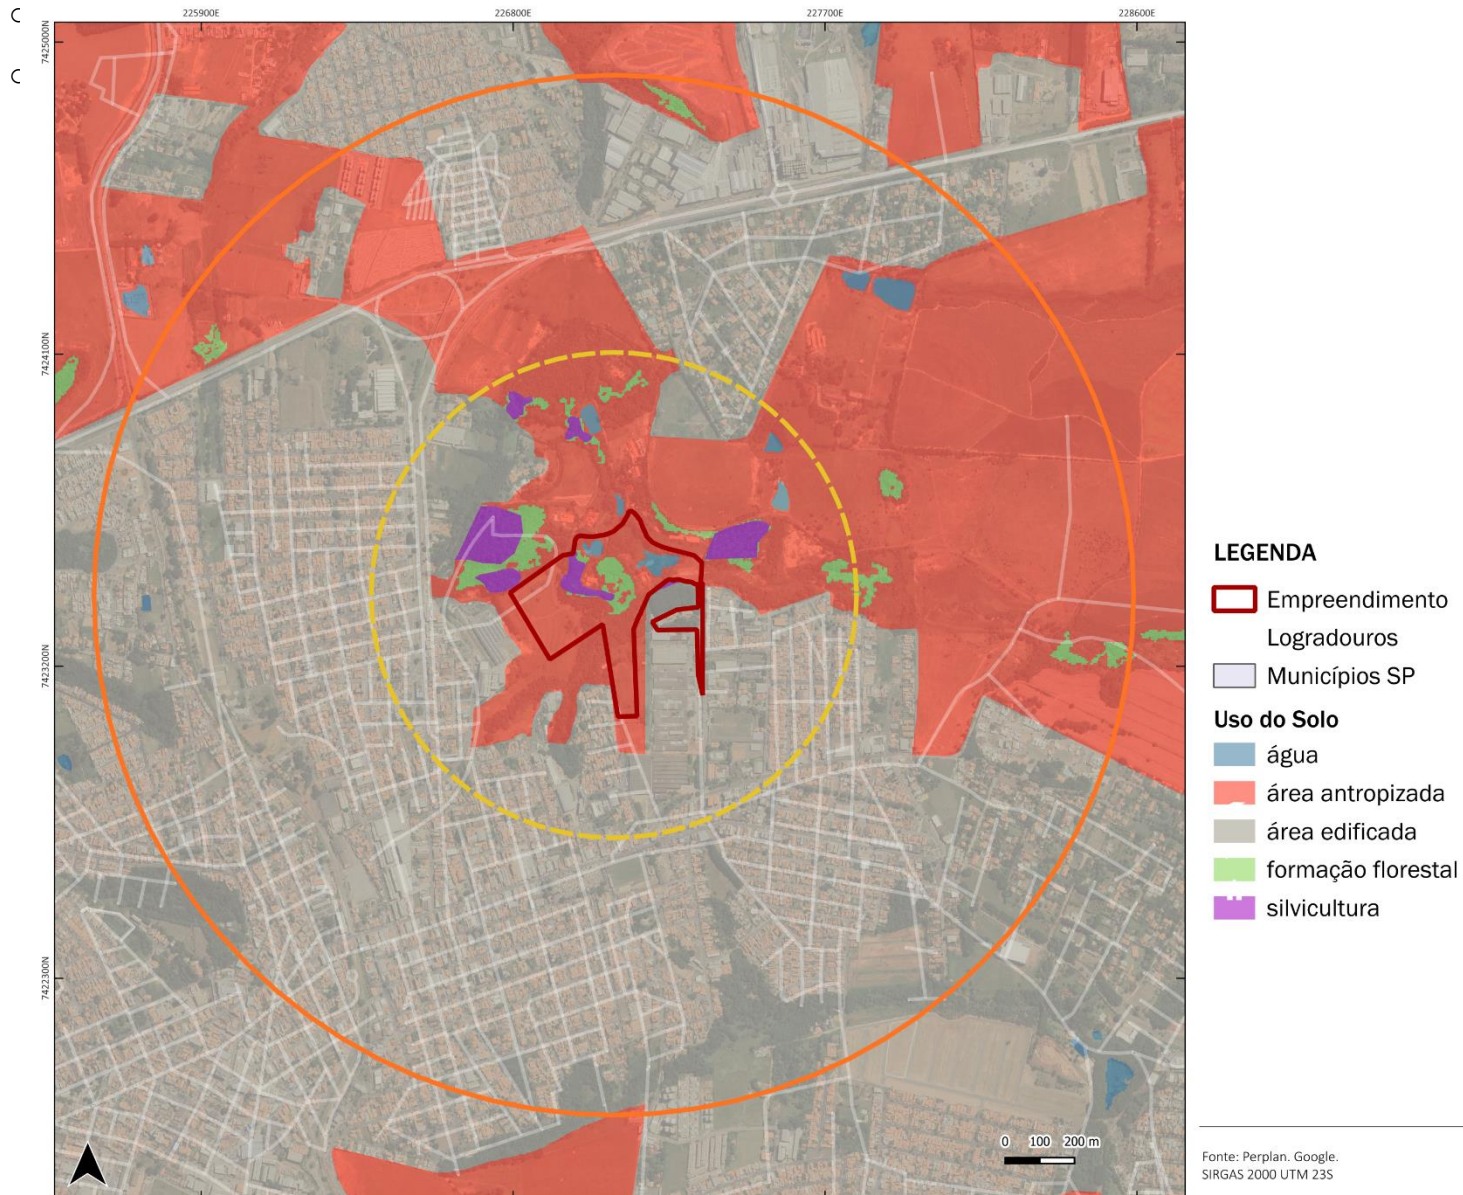 C
C
225900E
226800E
227700E
228600E
7425000N
7424100N
7423200N
7422300N
0 100 200 m
LEGENDA
Empreendimento
Logradouros
Municípios SP
Uso do Solo
água
área antropizada
área edificada
formação florestal
silvicultura
Fonte: Perplan. Google.
SIRGAS 2000 UTM 23S